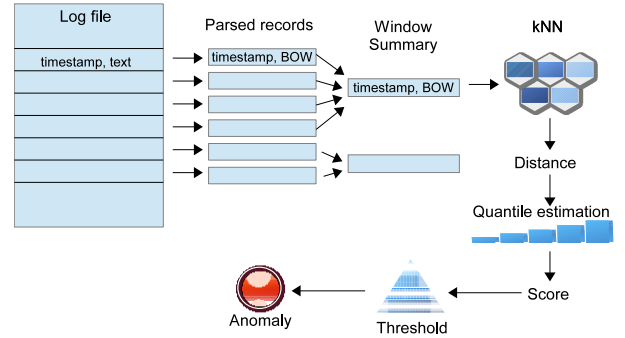 Log file
Parsed records
Window
Summary
kNN
timestamp, text
timestamp, BOW
timestamp, BOW
Distance
Quantile estimation
Score
Threshold
Anomaly